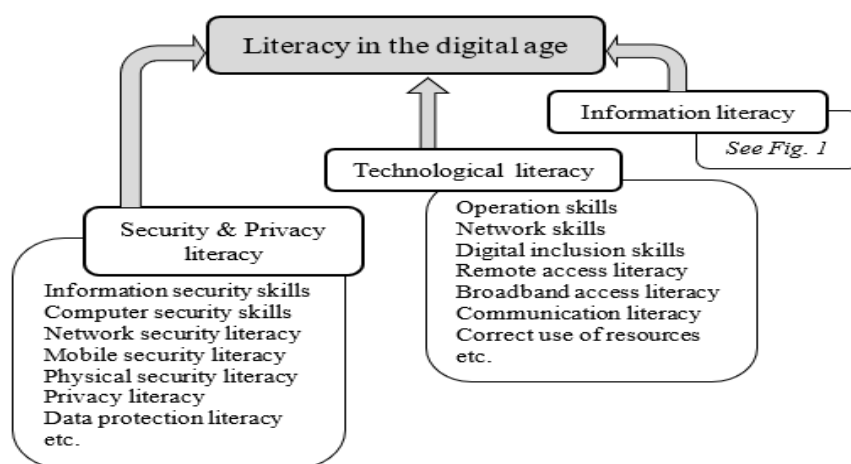 Literacy in the digital age
Information literacy
See Fig. 1
Technological literacy
Operation skills
Network skills
Digital inclusion skills
Remote access literacy
Broadband access literacy
Communication literacy
Correct use of resources
etc.
Security & Privacy
literacy
Information security skills
Computer security skills
Network security literacy
Mobile security literacy
Physical security literacy
Privacy literacy
Data protection literacy
etc.